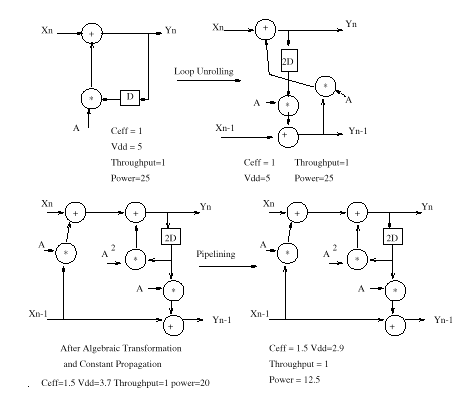 Xn
+
Yn
*
D
A
Ceff = 1
Vdd = 5
Throughput=1
Power=25
Loop Unrolling
Xn
+
Yn
2D
*
A
A
*
Xn-1
+
Yn-1
Ceff = 1 Throughput=1
Vdd=5 Power=25
Xn
+
+
Yn
A
*
A 2
*
2D
A
*
Xn-1
+
Yn-1
After Algebraic Transformation
and Constant Propagation
. Ceff=1.5 Vdd=3.7 Throughput=1 power=20
Pipelining
Xn
+
+
Yn
A
*
A 2
*
2D
A
*
Xn-1
+
Yn-1
Ceff = 1.5 Vdd=2.9
Throughput = 1
Power = 12.5